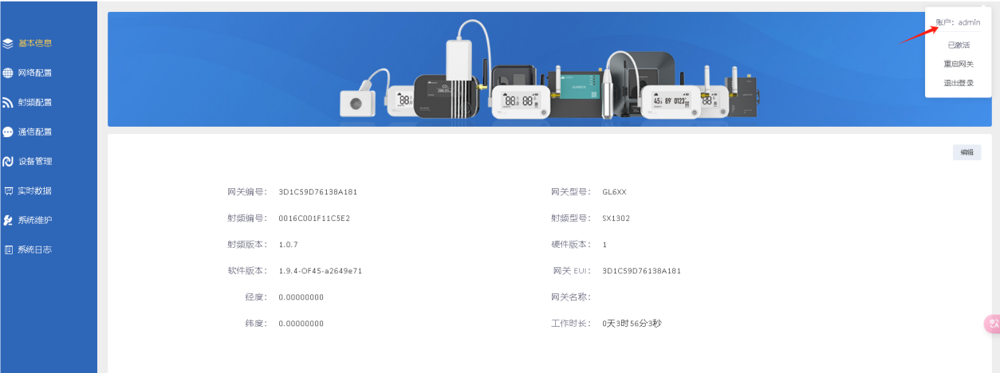 账户：admin
已激活
重启网关
退出登录
基本信息
网络配置
射频配置
通信配置
设备管理
实时数据
系统维护
系统日志
编辑
网关编号： 3D1C59D76138A181 网关型号： GL6XX
射频编号： 0016C001F11C5E2 射频型号： SX1302
射频版本： 1.0.7 硬件版本： 1
软件版本： 1.9.4-OF45-a2649e71 网关 EUI： 3D1C59D76138A181
经度： 0.00000000 网关名称：
纬度： 0.00000000 工作时长： 0天3时56分3秒